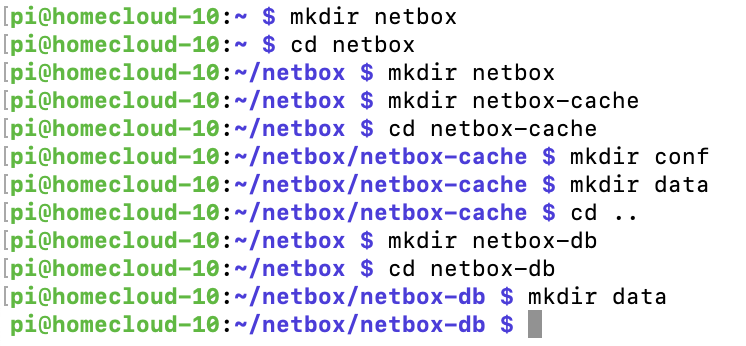 [pi@homecloud-10:~ $ mkdir netbox
[pi@homecloud-10:~ $ cd netbox
[pi@homecloud-10:~/netbox $ mkdir netbox
[pi@homecloud-10:~/netbox $ mkdir netbox-cache
[pi@homecloud-10:~/netbox $ cd netbox-cache
[pi@homecloud-10:~/netbox/netbox-cache $ mkdir conf
[pi@homecloud-10:~/netbox/netbox-cache $ mkdir data
[pi@homecloud-10:~/netbox/netbox-cache $ cd ..
[pi@homecloud-10:~/netbox $ mkdir netbox-db
[pi@homecloud-10:~/netbox $ cd netbox-db
[pi@homecloud-10:~/netbox/netbox-db $ mkdir data
pi@homecloud-10:~/netbox/netbox-db $